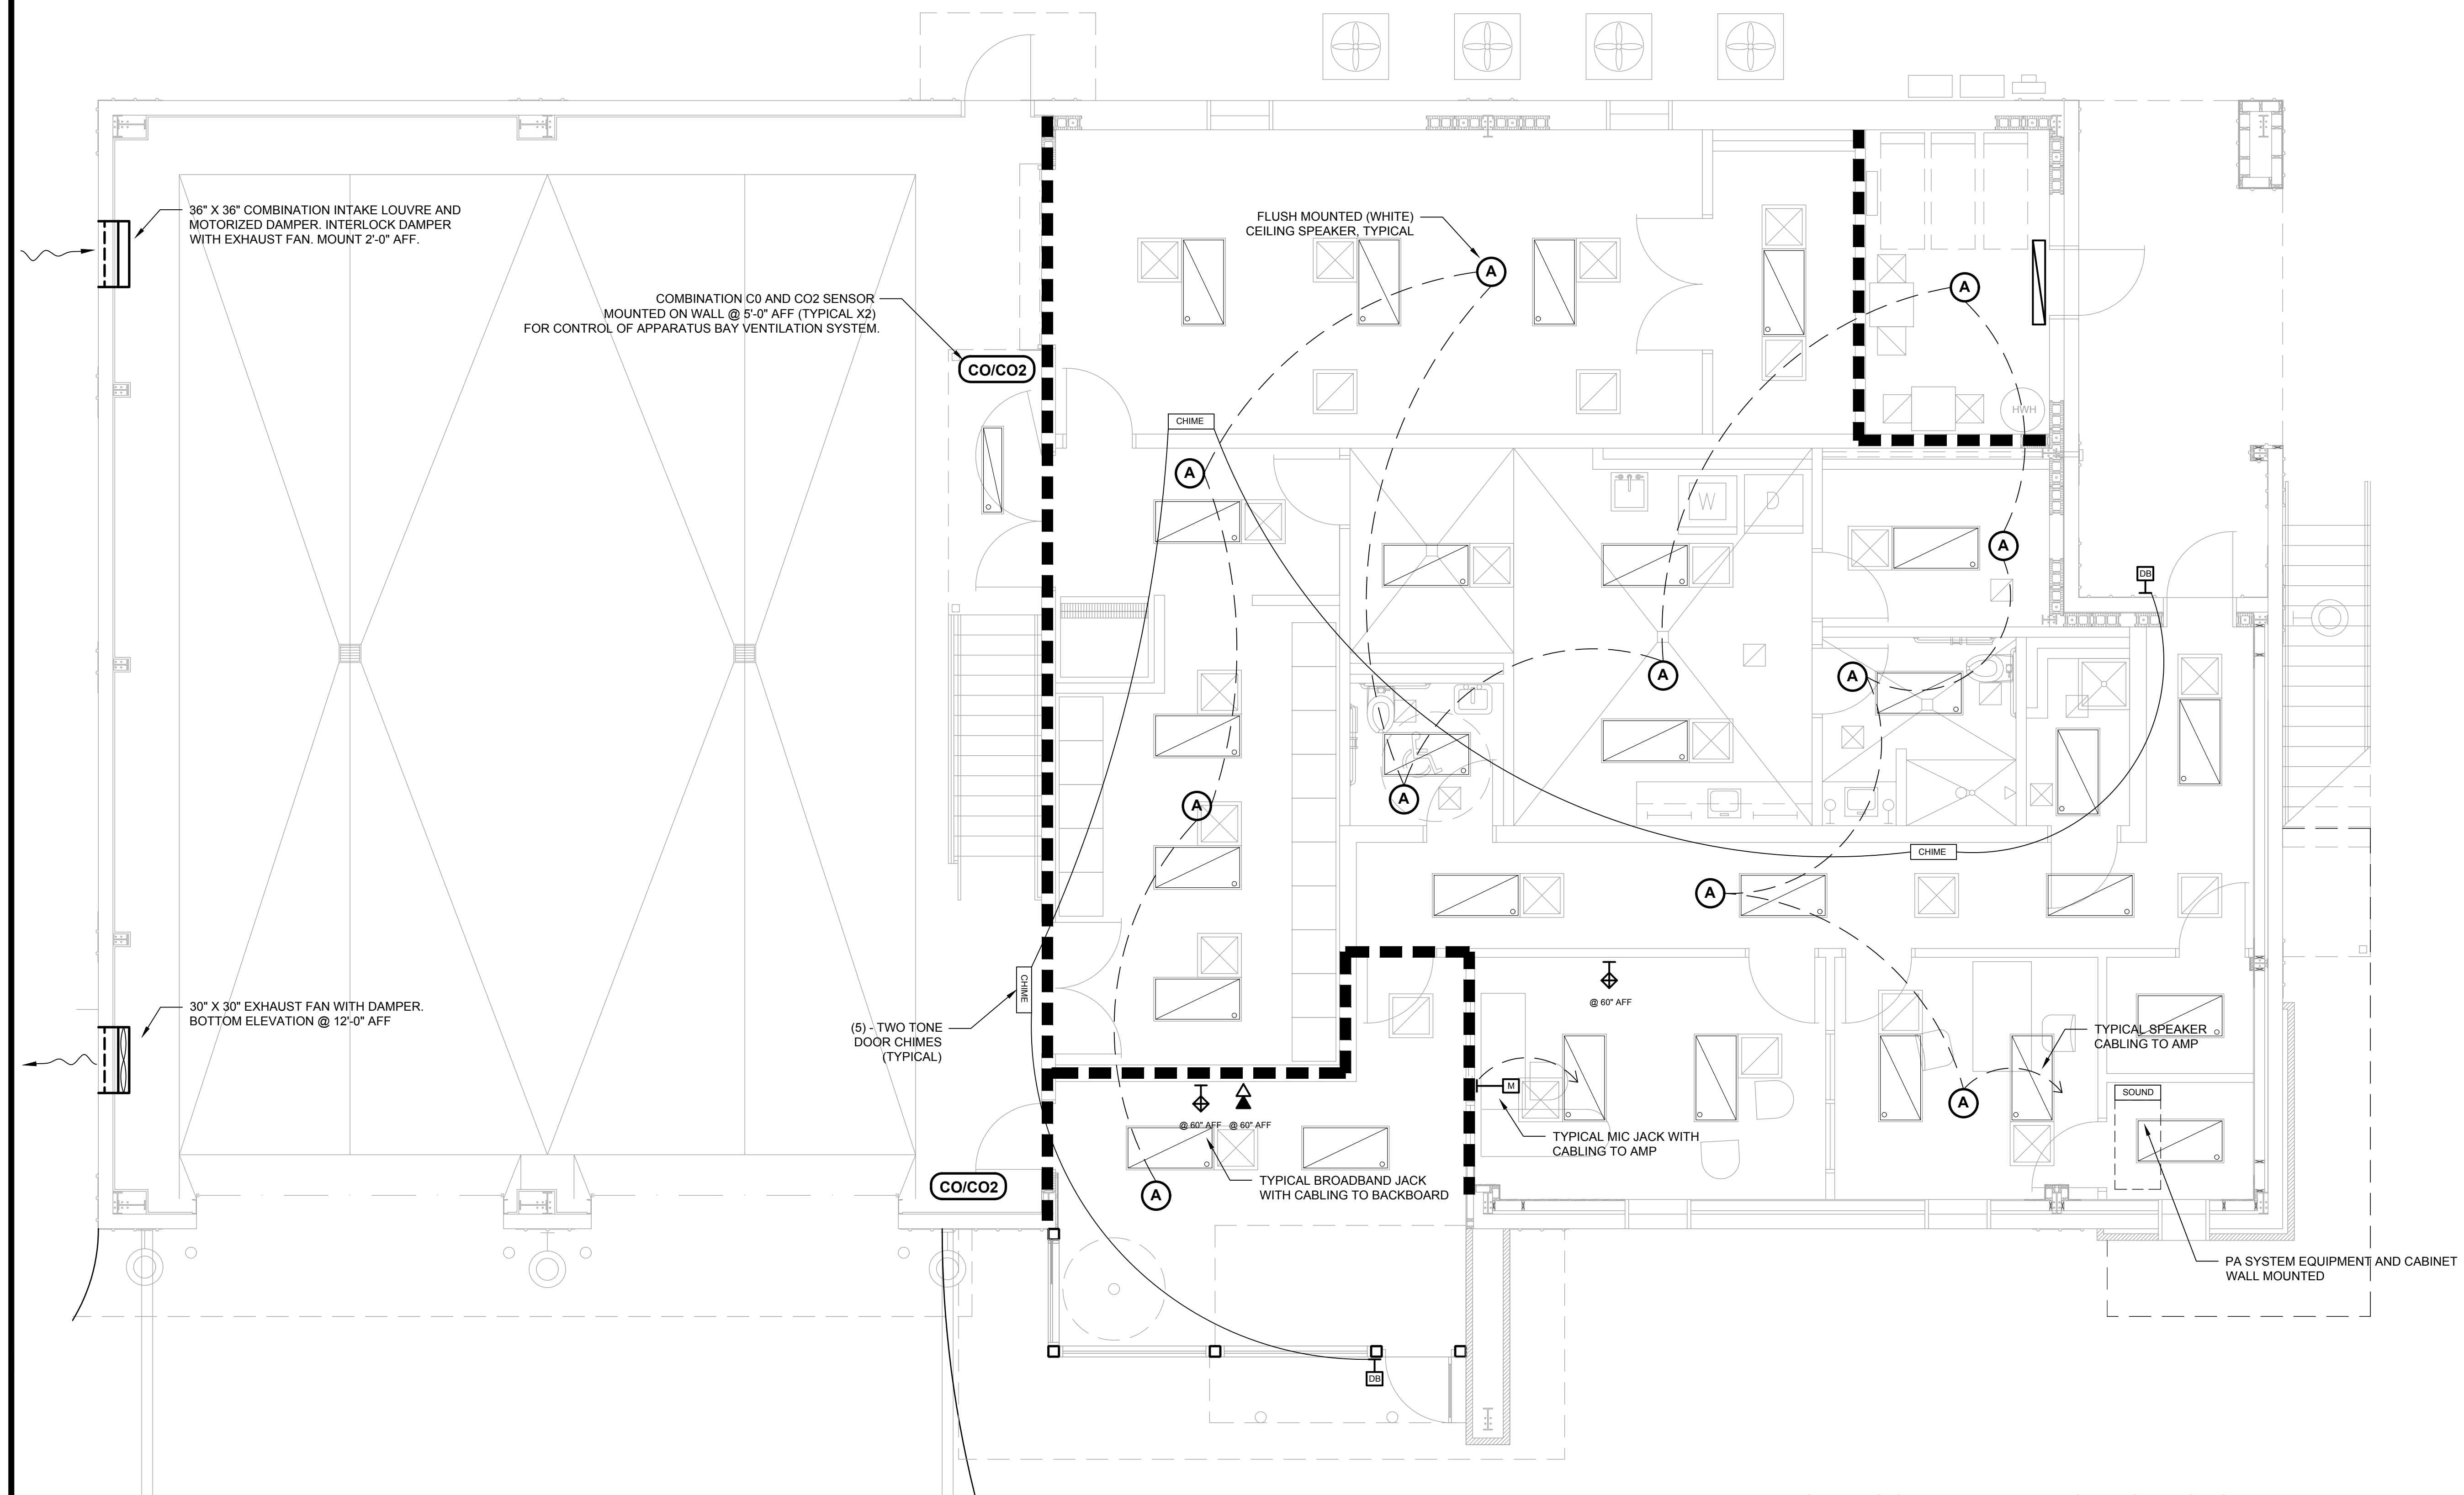 36" X 36" COMBINATION INTAKE LOUVRE AND
MOTORIZED DAMPER. INTERLOCK DAMPER
WITH EXHAUST FAN. MOUNT 2'-0" AFF.
FLUSH MOUNTED (WHITE)
CEILING SPEAKER, TYPICAL
A
A
COMBINATION C0 AND CO2 SENSOR
MOUNTED ON WALL @ 5'-0" AFF (TYPICAL X2)
FOR CONTROL OF APPARATUS BAY VENTILATION SYSTEM.
CO/CO2
HWH
CHIME
A
W
D
A
DB
A
A
A
A
CHIME
A
@ 60" AFF
CHIME
30" X 30" EXHAUST FAN WITH DAMPER.
BOTTOM ELEVATION @ 12'-0" AFF
(5) - TWO TONE
DOOR CHIMES
(TYPICAL)
TYPICAL SPEAKER
CABLING TO AMP
M
SOUND
A
@ 60" AFF @ 60" AFF
TYPICAL MIC JACK WITH
CABLING TO AMP
CO/CO2
A
TYPICAL BROADBAND JACK
WITH CABLING TO BACKBOARD
PA SYSTEM EQUIPMENT AND CABINET
WALL MOUNTED
DB